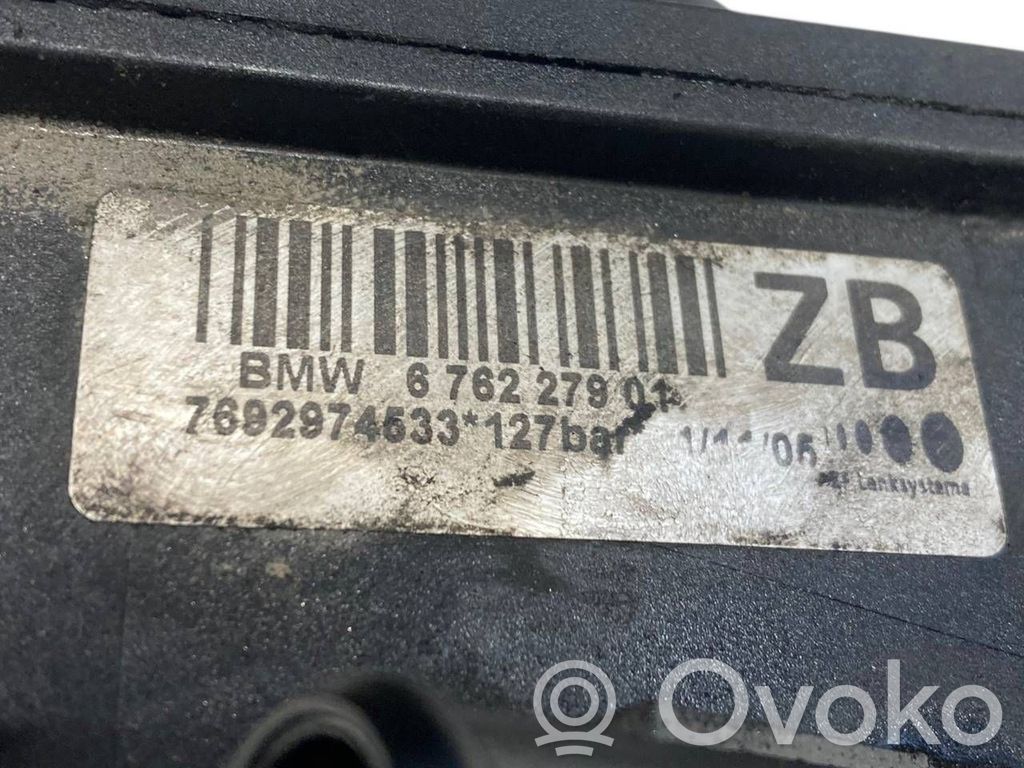 ZB
BMW 6 762 279 01
7692974533*127bar
Lenksysteme
Ovoko